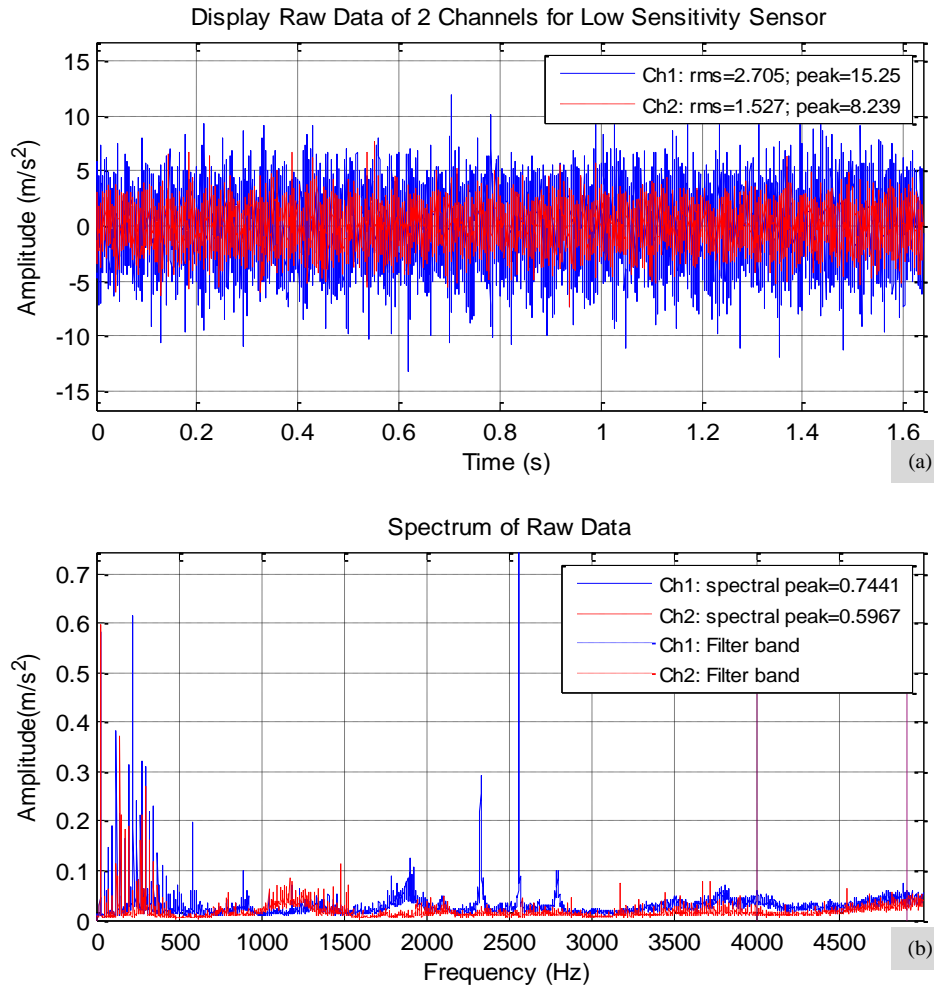 Display Raw Data of 2 Channels for Low Sensitivity Sensor
Ch1: rms=2.705; peak=15.25
Ch2: rms=1.527; peak=8.239
Amplitude (m/s²)
15
10
5
0
-5
-10
-15
0 0.2 0.4 0.6 0.8 1 1.2 1.4 1.6
Time (s)
(a)
Spectrum of Raw Data
Ch1: spectral peak=0.7441
Ch2: spectral peak=0.5967
Ch1: Filter band
Ch2: Filter band
Amplitude(m/s²)
0.7
0.6
0.5
0.4
0.3
0.2
0.1
0
0 500 1000 1500 2000 2500 3000 3500 4000 4500
Frequency (Hz)
(b)